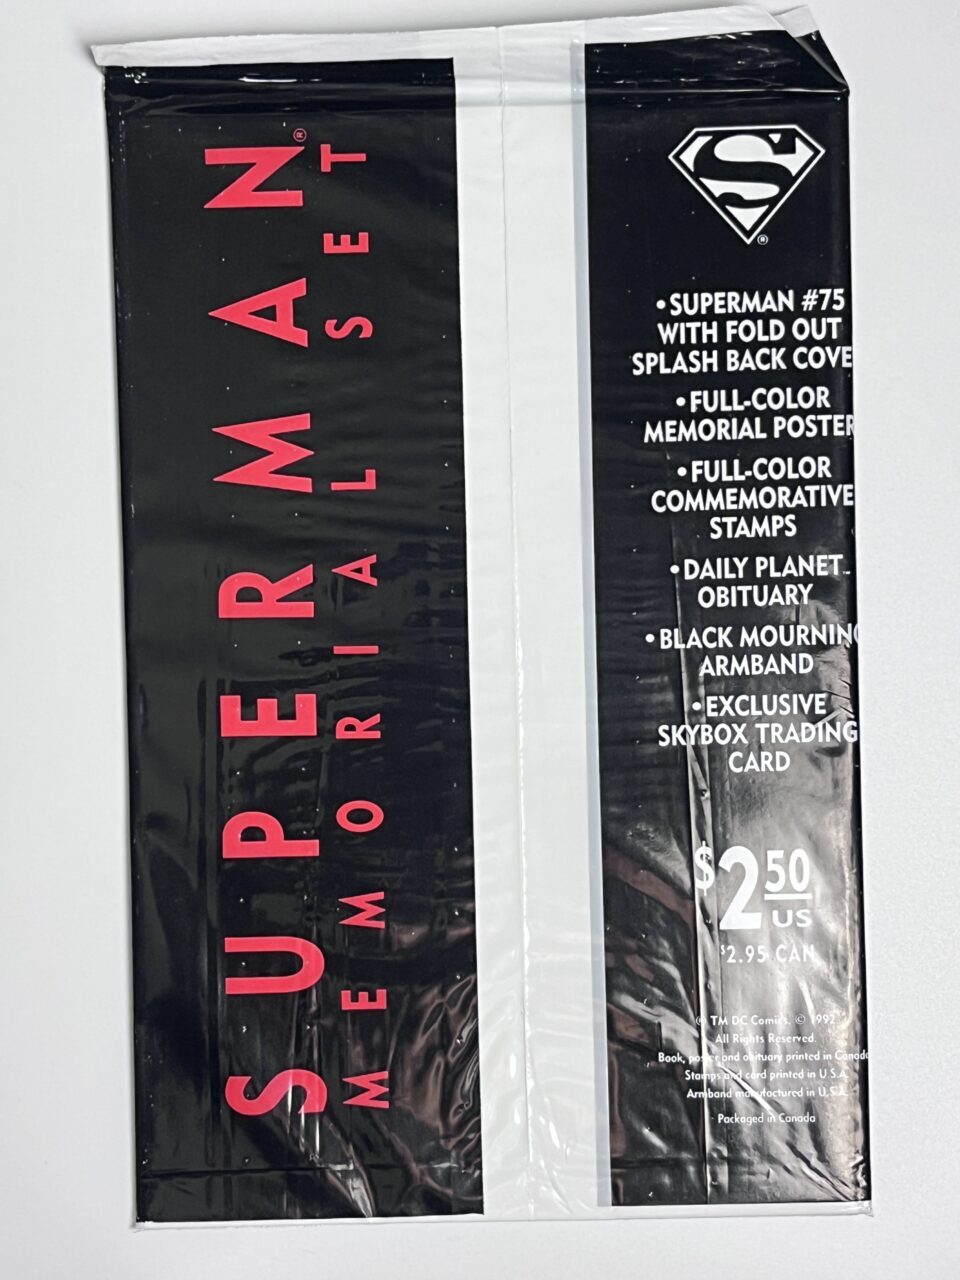 SUPERMAN®
MEMORIAL SET
S®
• SUPERMAN #75
WITH FOLD OUT
SPLASH BACK COVE
• FULL-COLOR
MEMORIAL POSTER
• FULL-COLOR
COMMEMORATIVE
STAMPS
• DAILY PLANET
OBITUARY
• BLACK MOURNING
ARMBAND
• EXCLUSIVE
SKYBOX TRADING
CARD
$2.50
US
$2.95 CAN
® TM DC Comics. © 1992
All Rights Reserved.
Book, poster and obituary printed in Canada
Stamps and card printed in U.S.A.
Armband manufactured in U.S.A.
Packaged in Canada